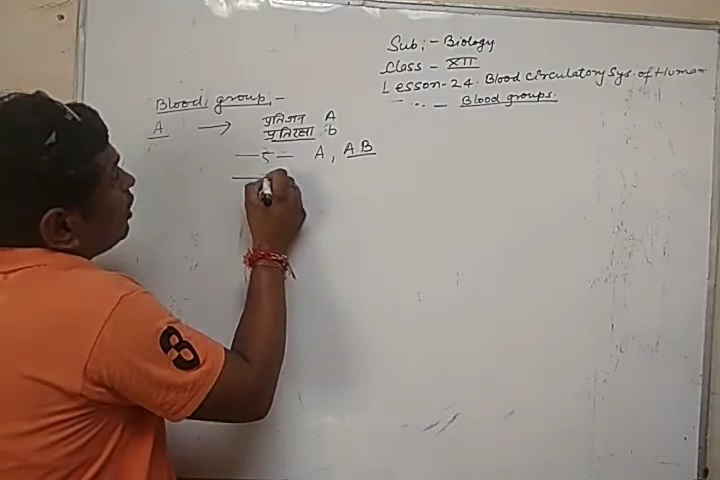 Sub:- Biology
Class - XII
Lesson-24. Blood circulatory Sys. of Human
- Blood groups.
Blood group:-
A → प्रतिजन A
प्रतिरक्षी :b
A, AB
3